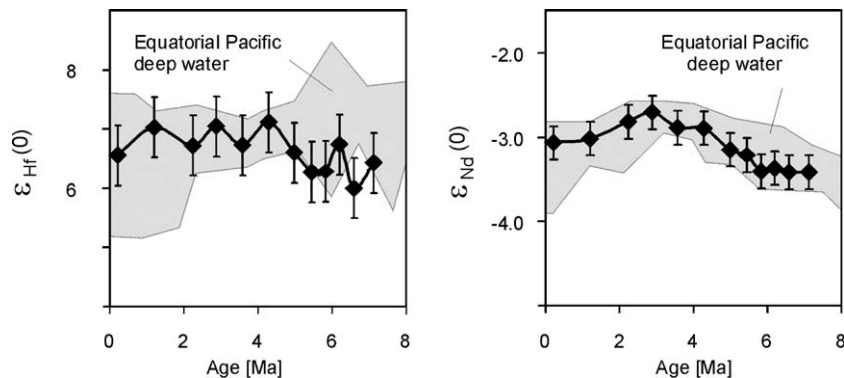 Equatorial Pacific
deep water
8
6
ε Hf (0)
0 2 4 6 8
Age [Ma]
Equatorial Pacific
deep water
-2.0
-3.0
-4.0
ε Nd (0)
0 2 4 6 8
Age [Ma]